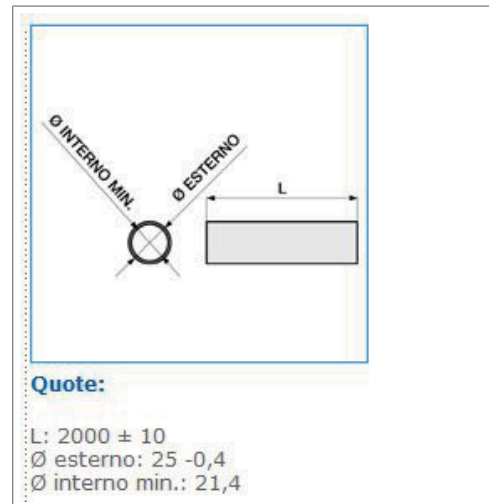 Ø INTERNO MIN.
Ø ESTERNO
L
Quote:
L: 2000 ± 10
Ø esterno: 25 -0,4
Ø interno min.: 21,4